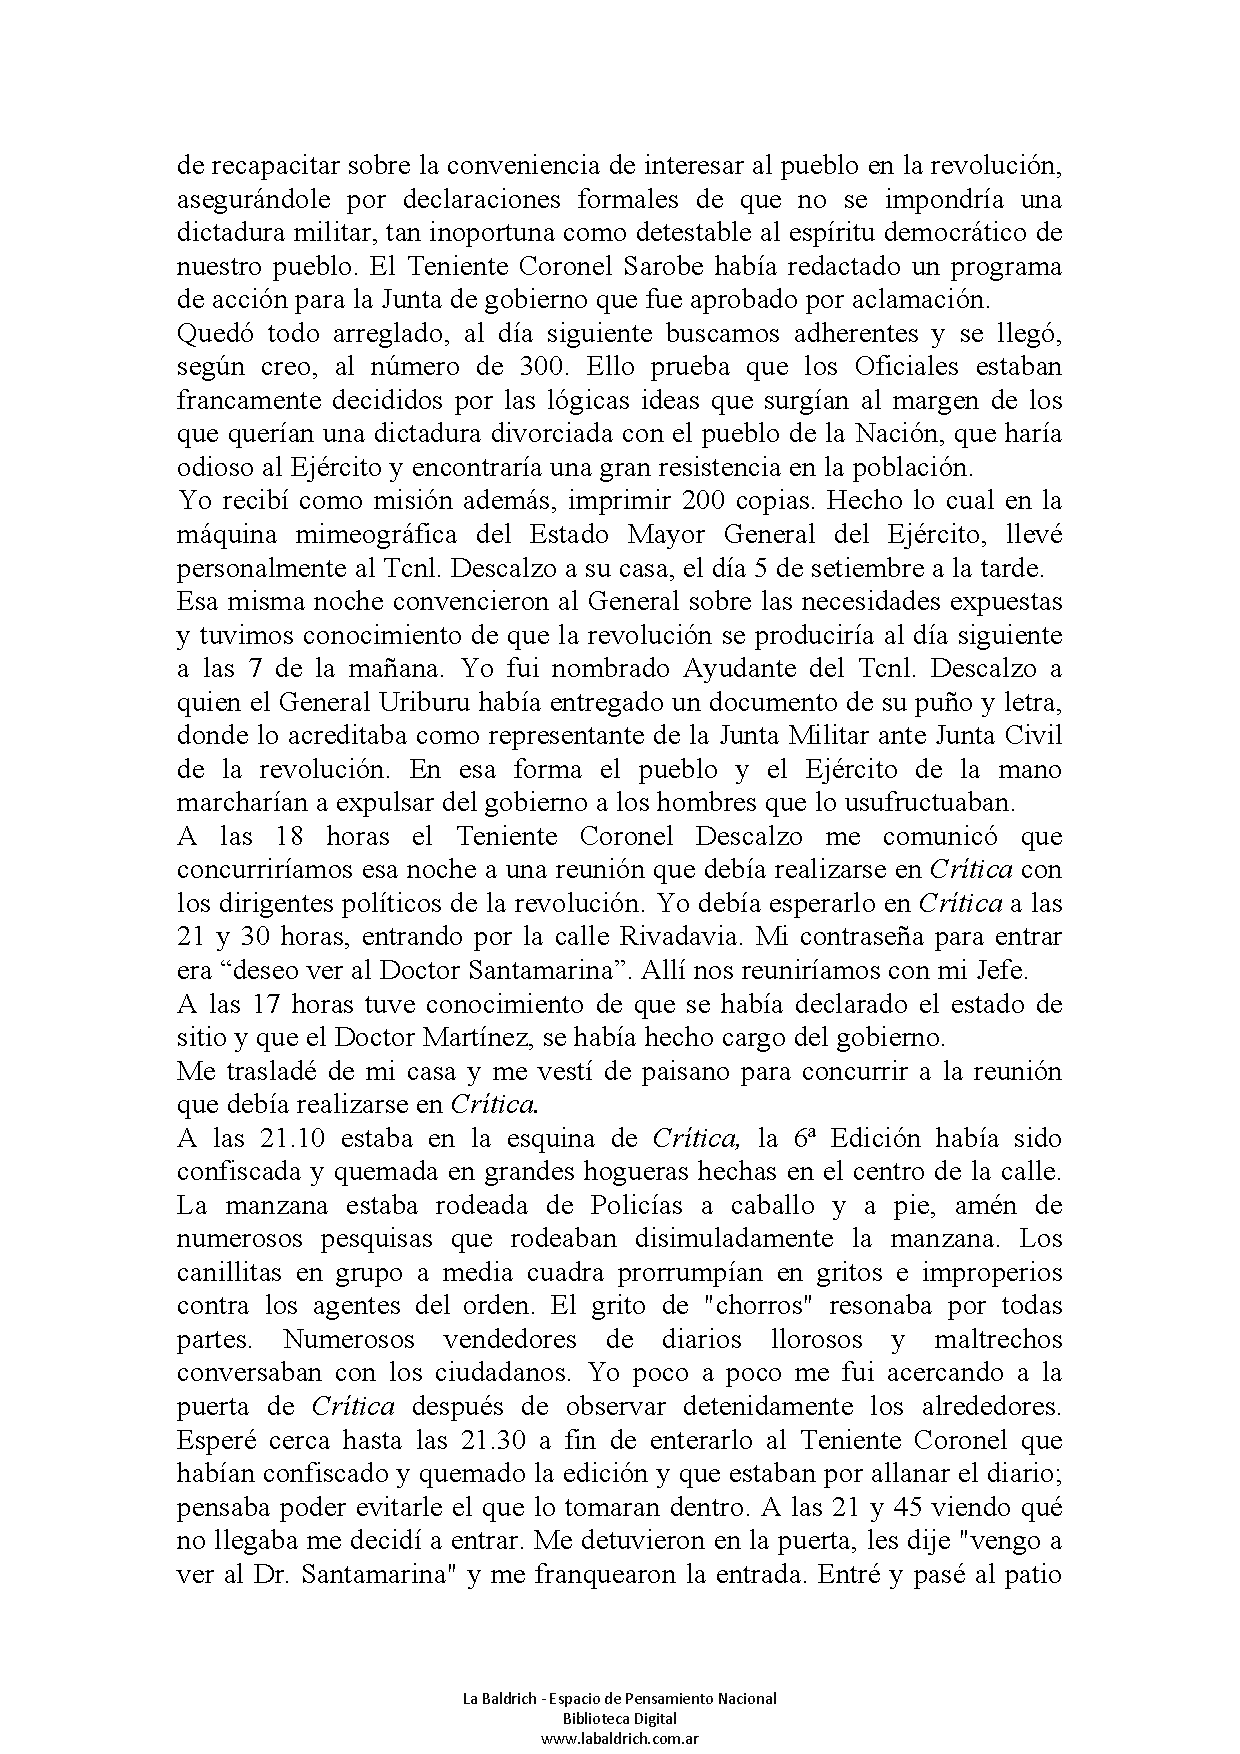 de recapacitar sobre la conveniencia de interesar al pueblo en la revolución,
asegurándole por declaraciones formales de que no se impondría una
dictadura militar, tan inoportuna como detestable al espíritu democrático de
nuestro pueblo. El Teniente Coronel Sarobe había redactado un programa
de acción para la Junta de gobierno que fue aprobado por aclamación.
Quedó todo arreglado, al día siguiente buscamos adherentes y se llegó,
según creo, al número de 300. Ello prueba que los Oficiales estaban
francamente decididos por las lógicas ideas que surgían al margen de los
que querían una dictadura divorciada con el pueblo de la Nación, que haría
odioso al Ejército y encontraría una gran resistencia en la población.
Yo recibí como misión además, imprimir 200 copias. Hecho lo cual en la
máquina mimeográfica del Estado Mayor General del Ejército, llevé
personalmente al Tcnl. Descalzo a su casa, el día 5 de setiembre a la tarde.
Esa misma noche convencieron al General sobre las necesidades expuestas
y tuvimos conocimiento de que la revolución se produciría al día siguiente
a las 7 de la mañana. Yo fui nombrado Ayudante del Tcnl. Descalzo a
quien el General Uriburu había entregado un documento de su puño y letra,
donde lo acreditaba como representante de la Junta Militar ante Junta Civil
de la revolución. En esa forma el pueblo y el Ejército de la mano
marcharían a expulsar del gobierno a los hombres que lo usufructuaban.
A las 18 horas el Teniente Coronel Descalzo me comunicó que
concurriríamos esa noche a una reunión que debía realizarse en Crítica con
los dirigentes políticos de la revolución. Yo debía esperarlo en Crítica a las
21 y 30 horas, entrando por la calle Rivadavia. Mi contraseña para entrar
era “deseo ver al Doctor Santamarina”. Allí nos reuniríamos con mi Jefe.
A las 17 horas tuve conocimiento de que se había declarado el estado de
sitio y que el Doctor Martínez, se había hecho cargo del gobierno.
Me trasladé de mi casa y me vestí de paisano para concurrir a la reunión
que debía realizarse en Crítica.
A las 21.10 estaba en la esquina de Crítica, la 6ª Edición había sido
confiscada y quemada en grandes hogueras hechas en el centro de la calle.
La manzana estaba rodeada de Policías a caballo y a pie, amén de
numerosos pesquisas que rodeaban disimuladamente la manzana. Los
canillitas en grupo a media cuadra prorrumpían en gritos e improperios
contra los agentes del orden. El grito de "chorros" resonaba por todas
partes. Numerosos vendedores de diarios llorosos y maltrechos
conversaban con los ciudadanos. Yo poco a poco me fui acercando a la
puerta de Crítica después de observar detenidamente los alrededores.
Esperé cerca hasta las 21.30 a fin de enterarlo al Teniente Coronel que
habían confiscado y quemado la edición y que estaban por allanar el diario;
pensaba poder evitarle el que lo tomaran dentro. A las 21 y 45 viendo qué
no llegaba me decidí a entrar. Me detuvieron en la puerta, les dije "vengo a
ver al Dr. Santamarina" y me franquearon la entrada. Entré y pasé al patio
La Baldrich - Espacio de Pensamiento Nacional
Biblioteca Digital
www.labaldrich.com.ar